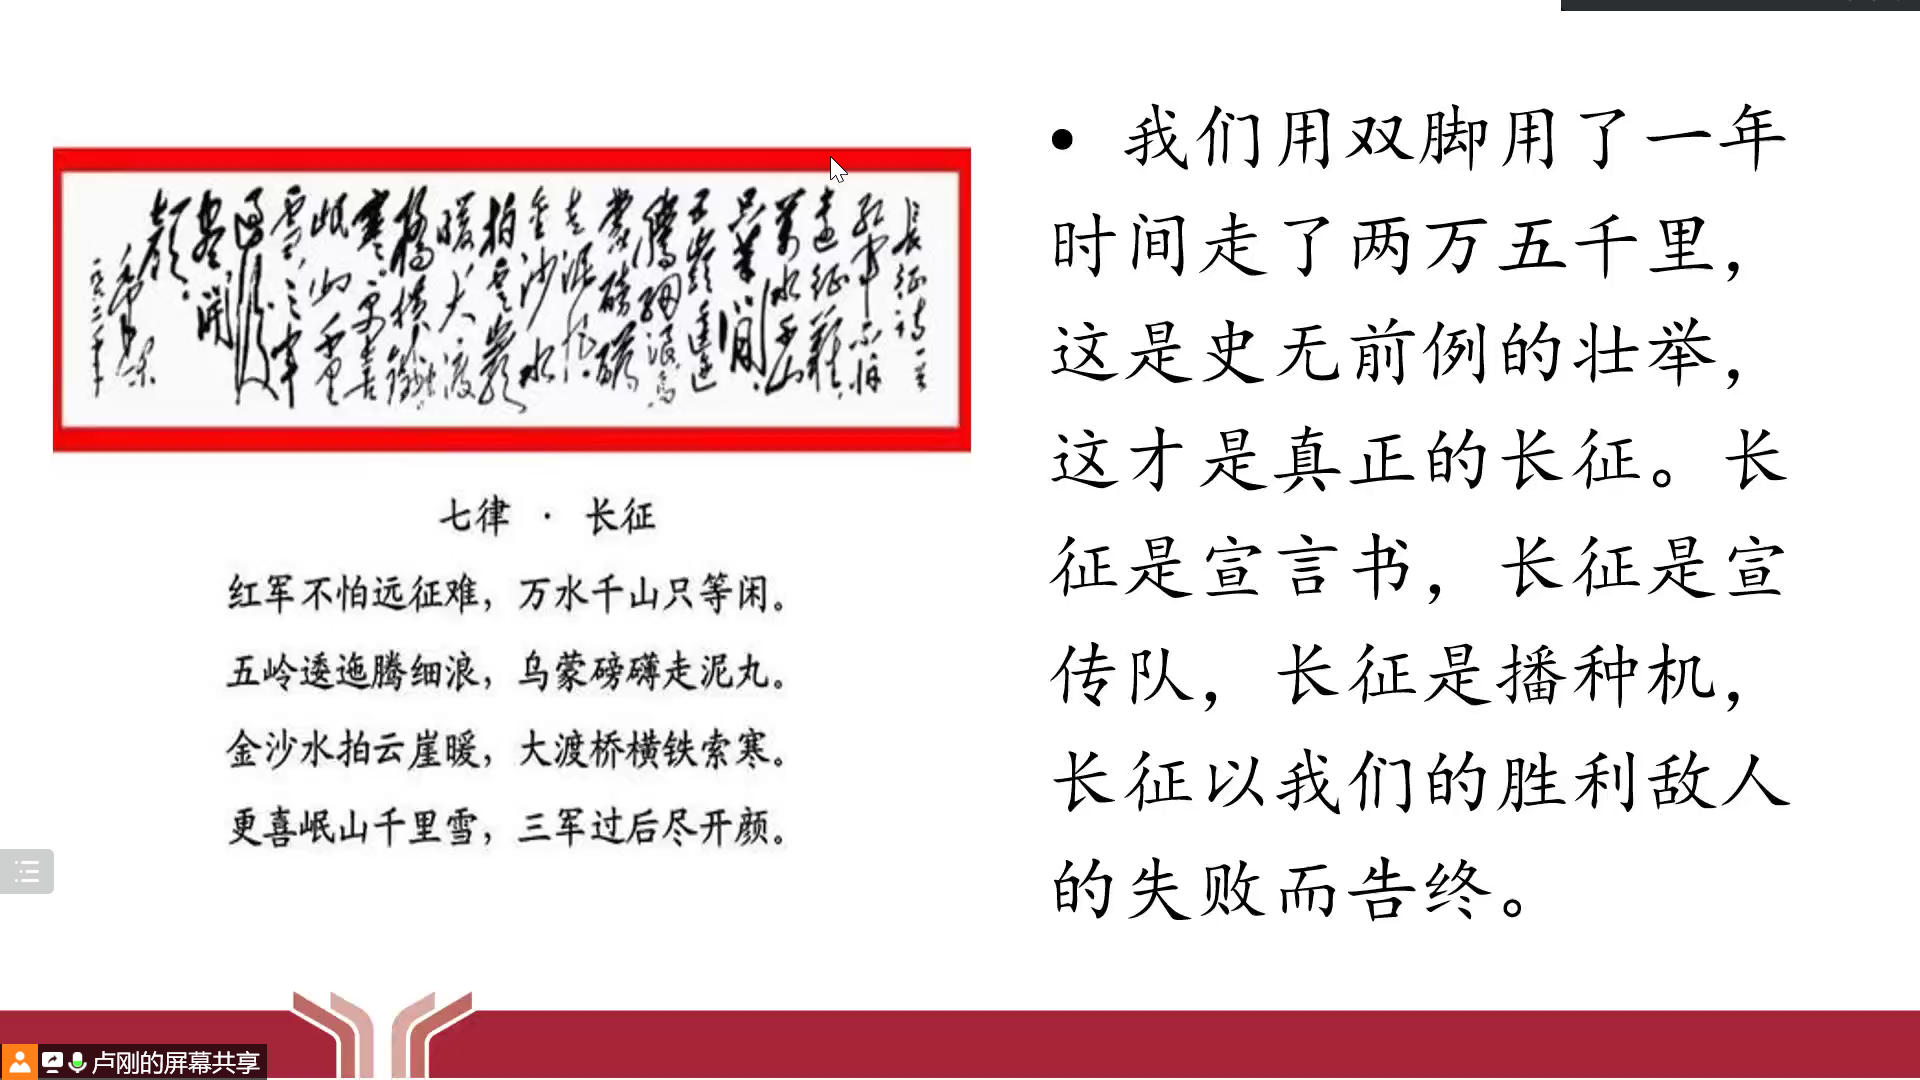 長征诗一首
红军不怕
远征难，
萬水千山
只等闲。
五嶺逶迤
腾细浪，乌
蒙磅礴
走泥丸。
金沙水
拍云崖
暖，大渡
桥横铁索
寒。更喜
岷山千里
雪，三军
过后
尽开
颜。
毛泽东
七律 · 长征
红军不怕远征难，万水千山只等闲。
五岭逶迤腾细浪，乌蒙磅礴走泥丸。
金沙水拍云崖暖，大渡桥横铁索寒。
更喜岷山千里雪，三军过后尽开颜。
• 我们用双脚用了一年
时间走了两万五千里，
这是史无前例的壮举，
这才是真正的长征。长
征是宣言书，长征是宣
传队，长征是播种机，
长征以我们的胜利敌人
的失败而告终。
卢刚的屏幕共享